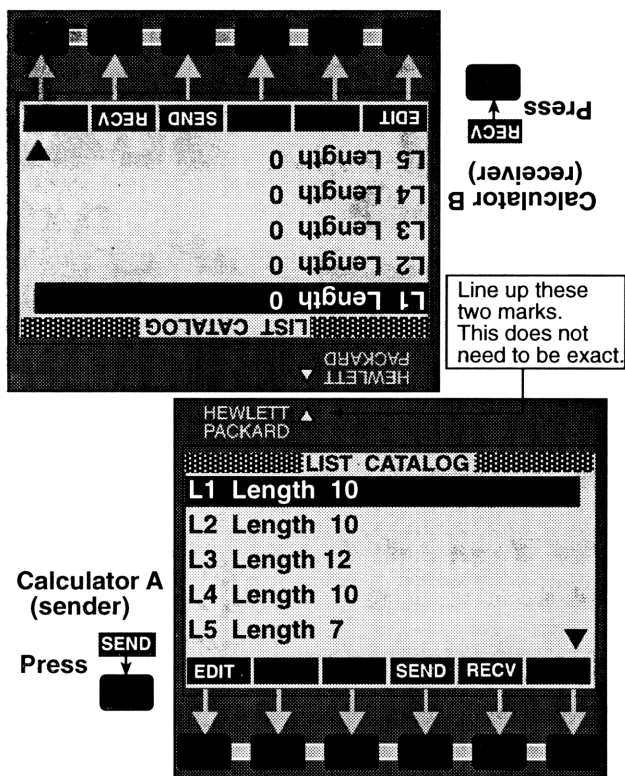 EDIT SEND RECV
L5 Length 0
L4 Length 0
L3 Length 0
L2 Length 0
L1 Length 0
LIST CATALOG
HEWLETT
PACKARD
Calculator B
(receiver)
RECV
Press
Line up these
two marks.
This does not
need to be exact.
HEWLETT
PACKARD
LIST CATALOG
L1 Length 10
L2 Length 10
L3 Length 12
L4 Length 10
L5 Length 7
EDIT SEND RECV
Calculator A
(sender)
SEND
Press